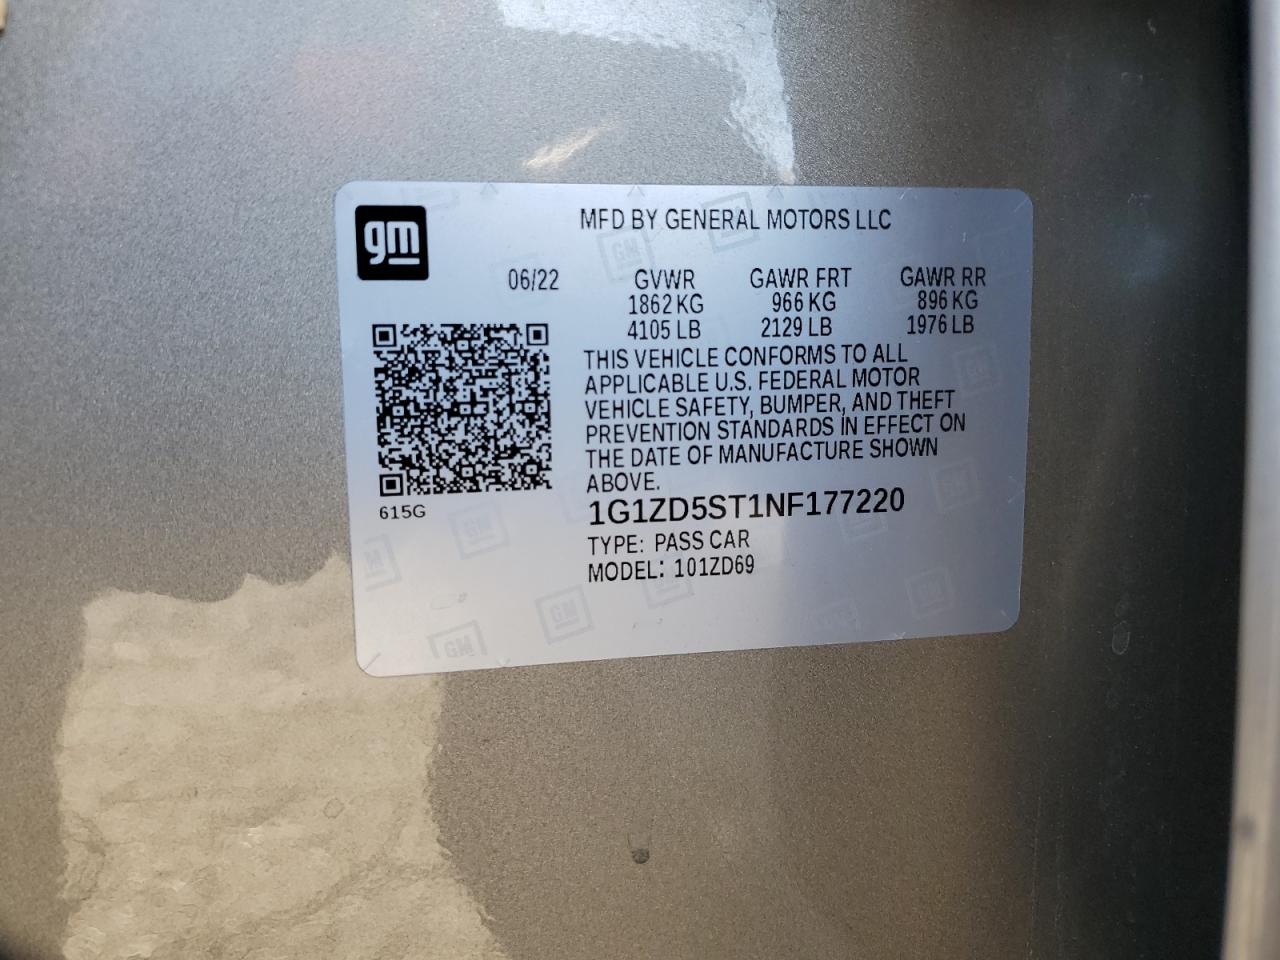 gm
MFD BY GENERAL MOTORS LLC
06/22 GVWR GAWR FRT GAWR RR
1862 KG 966 KG 896 KG
4105 LB 2129 LB 1976 LB
THIS VEHICLE CONFORMS TO ALL
APPLICABLE U.S. FEDERAL MOTOR
VEHICLE SAFETY, BUMPER, AND THEFT
PREVENTION STANDARDS IN EFFECT ON
THE DATE OF MANUFACTURE SHOWN
ABOVE.
615G
1G1ZD5ST1NF177220
TYPE: PASS CAR
MODEL: 101ZD69
GM
GM